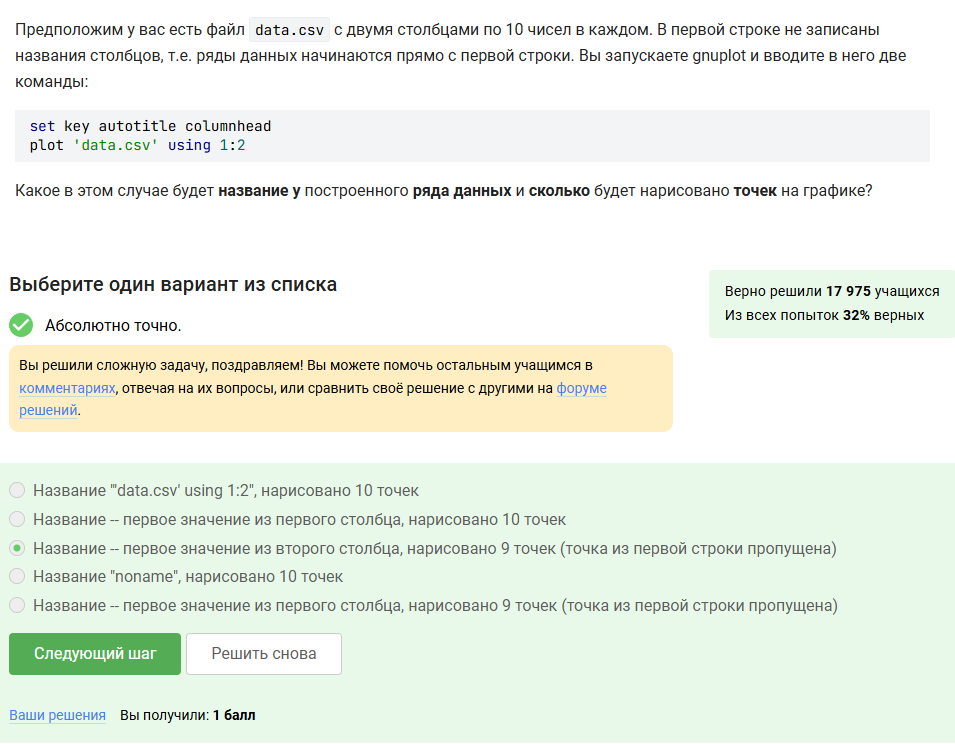 Предположим у вас есть файл data.csv с двумя столбцами по 10 чисел в каждом. В первой строке не записаны
названия столбцов, т.е. ряды данных начинаются прямо с первой строки. Вы запускаете gnuplot и вводите в него две
команды:
set key autotitle columnhead
plot 'data.csv' using 1:2
Какое в этом случае будет название у построенного ряда данных и сколько будет нарисовано точек на графике?
Выберите один вариант из списка
Верно решили 17 975 учащихся
Из всех попыток 32% верных
Абсолютно точно.
Вы решили сложную задачу, поздравляем! Вы можете помочь остальным учащимся в
комментариях, отвечая на их вопросы, или сравнить своё решение с другими на форуме
решений.
Название "'data.csv' using 1:2", нарисовано 10 точек
Название -- первое значение из первого столбца, нарисовано 10 точек
Название -- первое значение из второго столбца, нарисовано 9 точек (точка из первой строки пропущена)
Название "noname", нарисовано 10 точек
Название -- первое значение из первого столбца, нарисовано 9 точек (точка из первой строки пропущена)
Следующий шаг
Решить снова
Ваши решения Вы получили: 1 балл